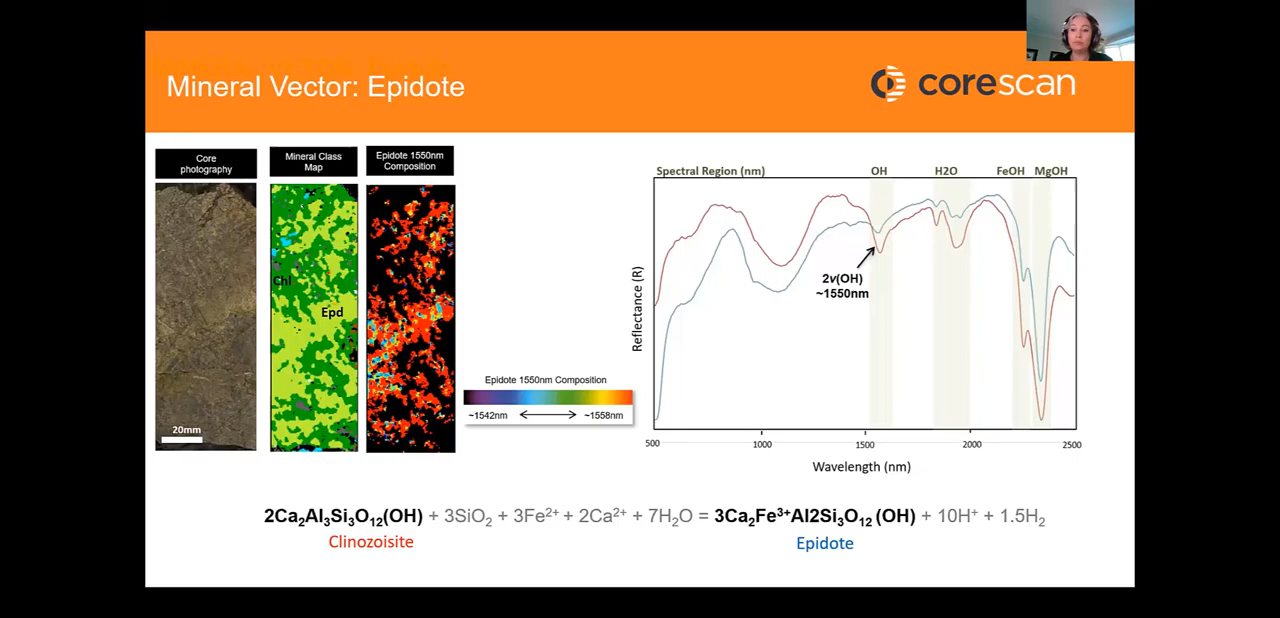 Mineral Vector: Epidote
corescan
Core
photography
Mineral Class
Map
Epidote 1550nm
Composition
Chl
Epd
20mm
Epidote 1550nm Composition
~1542nm
~1558nm
Spectral Region (nm)
OH
H2O
FeOH
MgOH
2v(OH)
~1550nm
Reflectance (R)
500
1000
1500
2000
2500
Wavelength (nm)
2Ca₂Al₃Si₃O₁₂(OH) + 3SiO₂ + 3Fe²⁺ + 2Ca²⁺ + 7H₂O = 3Ca₂Fe³⁺Al2Si₃O₁₂ (OH) + 10H⁺ + 1.5H₂
Clinozoisite
Epidote